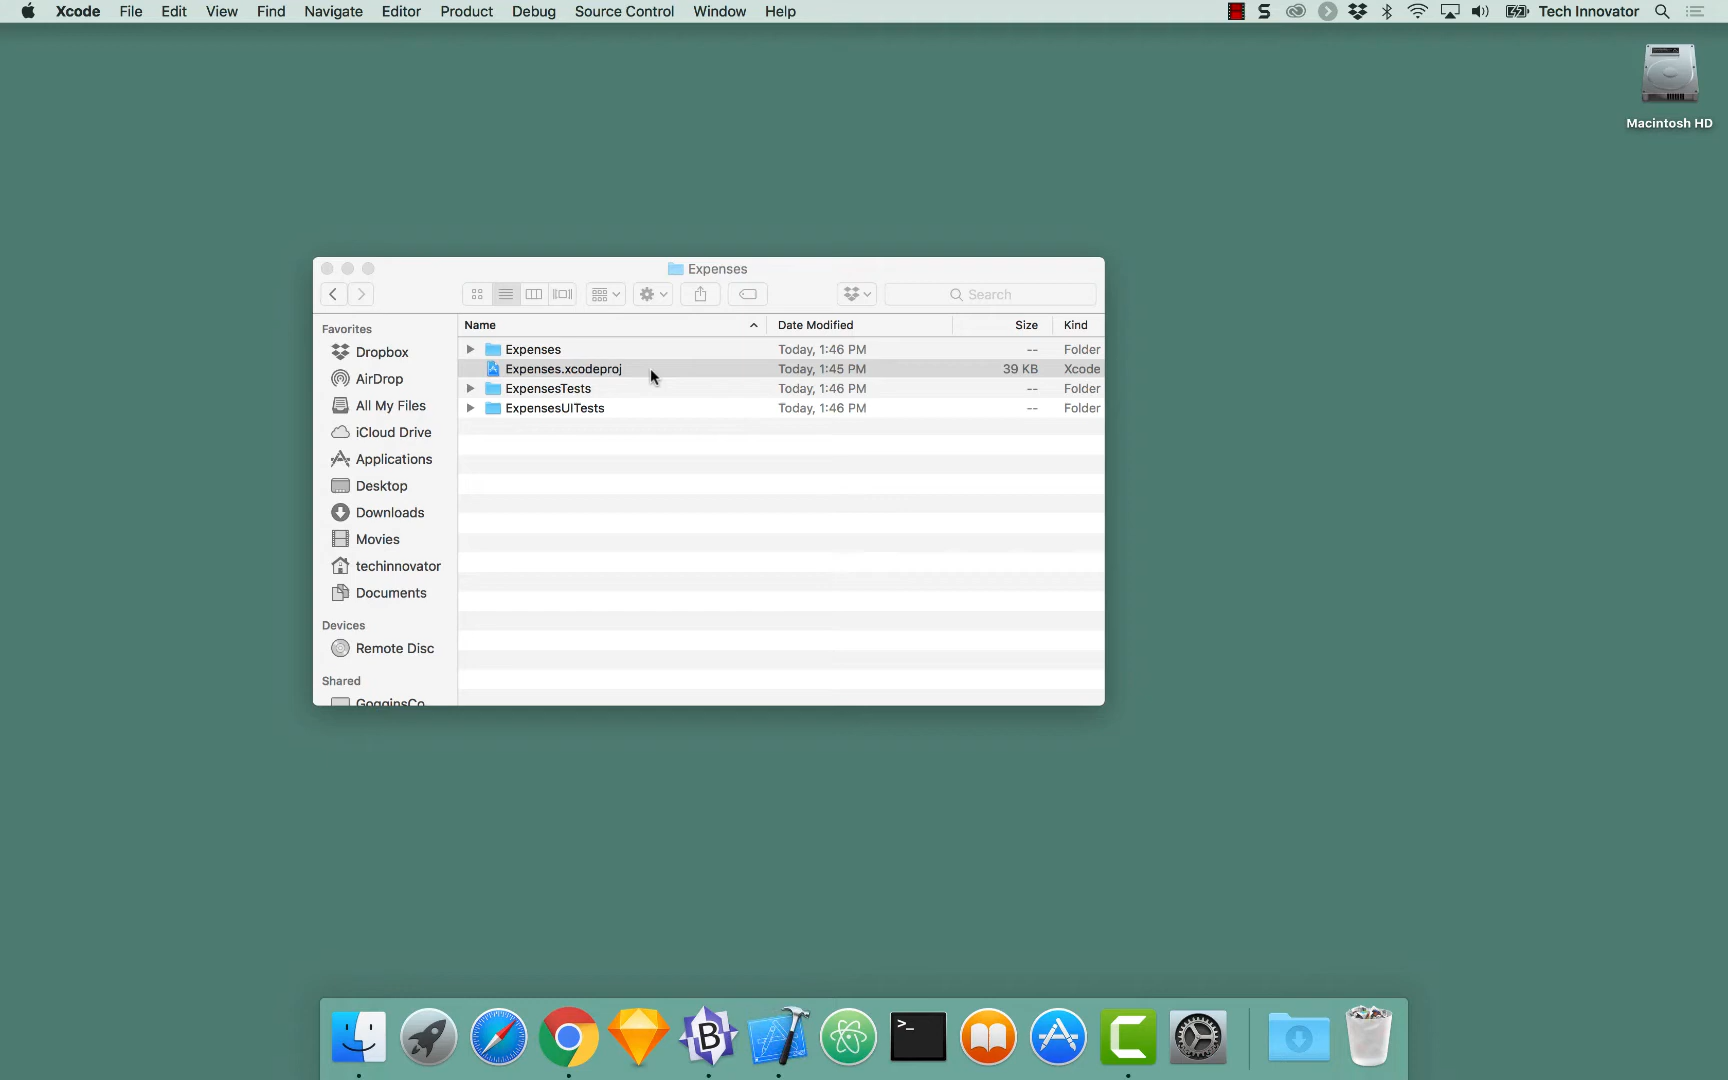 Xcode File Edit View Find Navigate Editor Product Debug Source Control Window Help Tech Innovator
Macintosh HD
Expenses
Search
Favorites
Dropbox
AirDrop
All My Files
iCloud Drive
Applications
Desktop
Downloads
Movies
techinnovator
Documents
Devices
Remote Disc
Shared
GogginsCo
Name Date Modified Size Kind
Expenses Today, 1:46 PM -- Folder
Expenses.xcodeproj Today, 1:45 PM 39 KB Xcode
ExpensesTests Today, 1:46 PM -- Folder
ExpensesUITests Today, 1:46 PM -- Folder